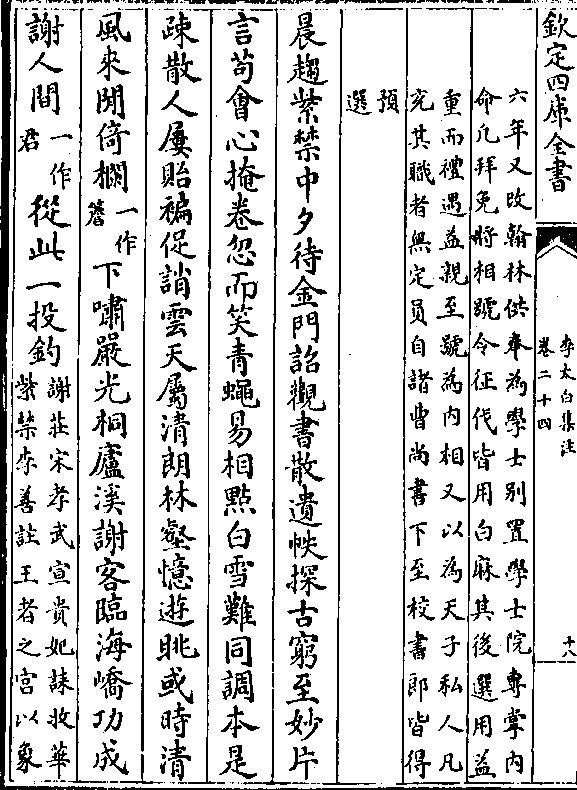 欽定四庫全書
李太白集注
卷二十四
十八
六年又改翰林供奉為學士别置學士院專掌内
命凡拜免將相號令征伐皆用白麻其後選用益
重而禮遇益親至號為内相又以為天子私人凡
充其職者無定員自諸曹尚書下至校書郎皆得
預
選
晨趨紫禁中夕待金門詔觀書散遺帙探古窮至妙片
言苟會心掩卷忽而笑青蠅易相點白雪難同調本是
疎散人屢貽褊促誚雲天屬清朗林壑憶遊眺或時清
風來閒倚欄一作簷下嘯嚴光桐廬溪謝客臨海嶠功成
謝人間一作君從此一投釣謝莊宋孝武宣貴妃誄收華
紫禁李善註王者之宫以象